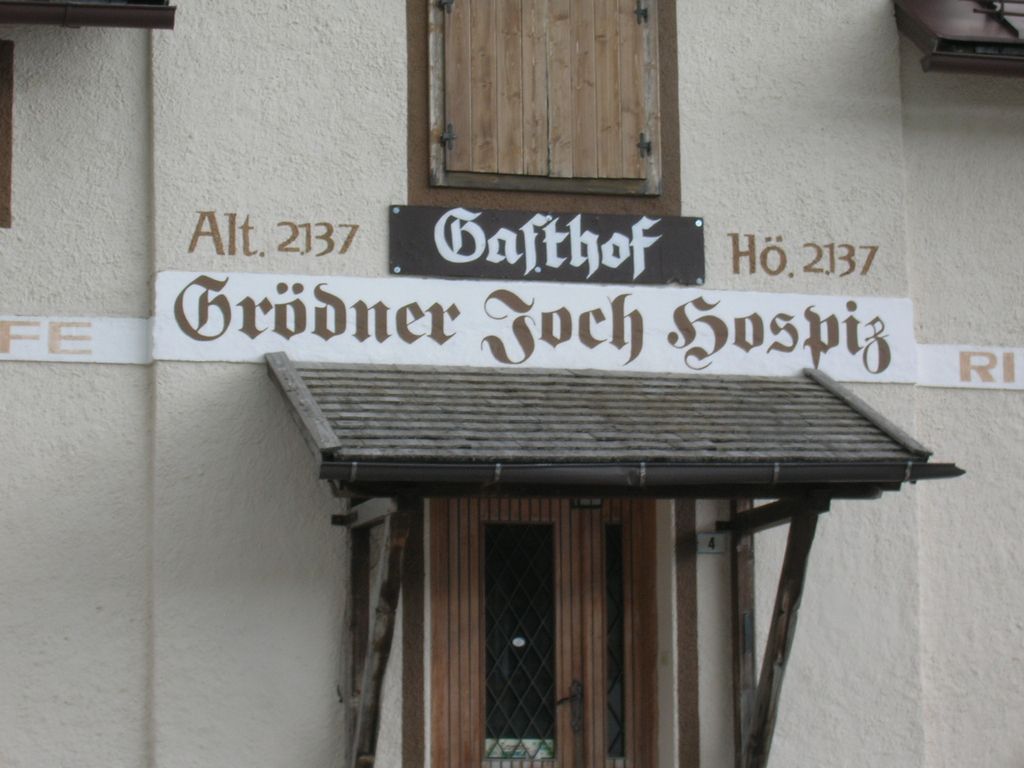 Gasthof
Alt. 2137
Hö. 2137
Grödner Joch Hospiz
FE
RI
4